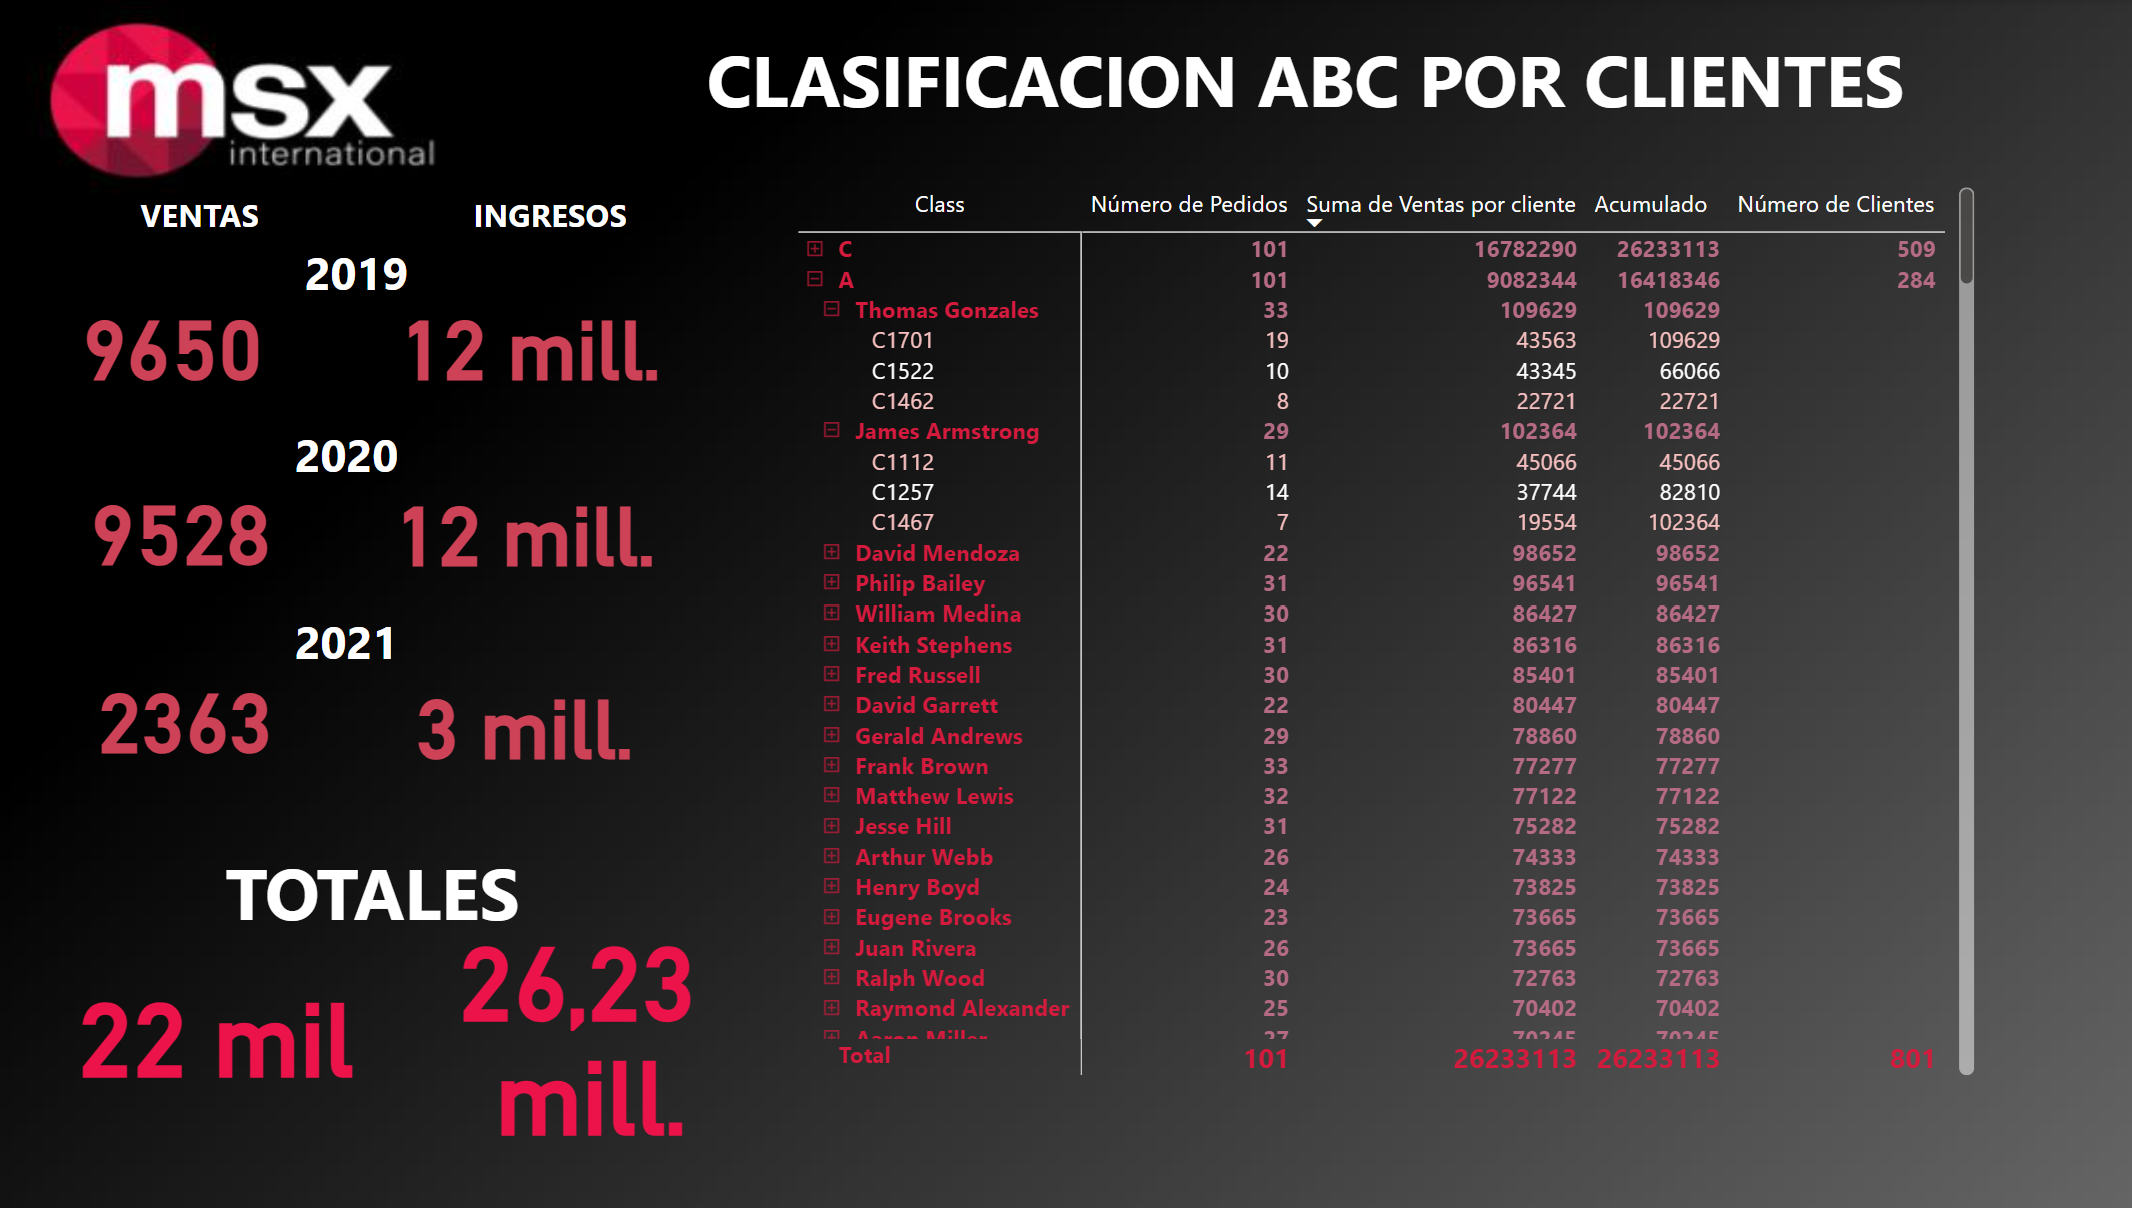 msx
international
CLASIFICACION ABC POR CLIENTES
VENTAS INGRESOS
2019
9650 12 mill.
2020
9528 12 mill.
2021
2363 3 mill.
TOTALES
22 mil 26,23 mill.
Class Número de Pedidos Suma de Ventas por cliente Acumulado Número de Clientes
C 101 16782290 26233113 509
A 101 9082344 16418346 284
Thomas Gonzales 33 109629 109629
C1701 19 43563 109629
C1522 10 43345 66066
C1462 8 22721 22721
James Armstrong 29 102364 102364
C1112 11 45066 45066
C1257 14 37744 82810
C1467 7 19554 102364
David Mendoza 22 98652 98652
Philip Bailey 31 96541 96541
William Medina 30 86427 86427
Keith Stephens 31 86316 86316
Fred Russell 30 85401 85401
David Garrett 22 80447 80447
Gerald Andrews 29 78860 78860
Frank Brown 33 77277 77277
Matthew Lewis 32 77122 77122
Jesse Hill 31 75282 75282
Arthur Webb 26 74333 74333
Henry Boyd 24 73825 73825
Eugene Brooks 23 73665 73665
Juan Rivera 26 73665 73665
Ralph Wood 30 72763 72763
Raymond Alexander 25 70402 70402
Aaron Miller 27 70245 70245
Total 101 26233113 26233113 801